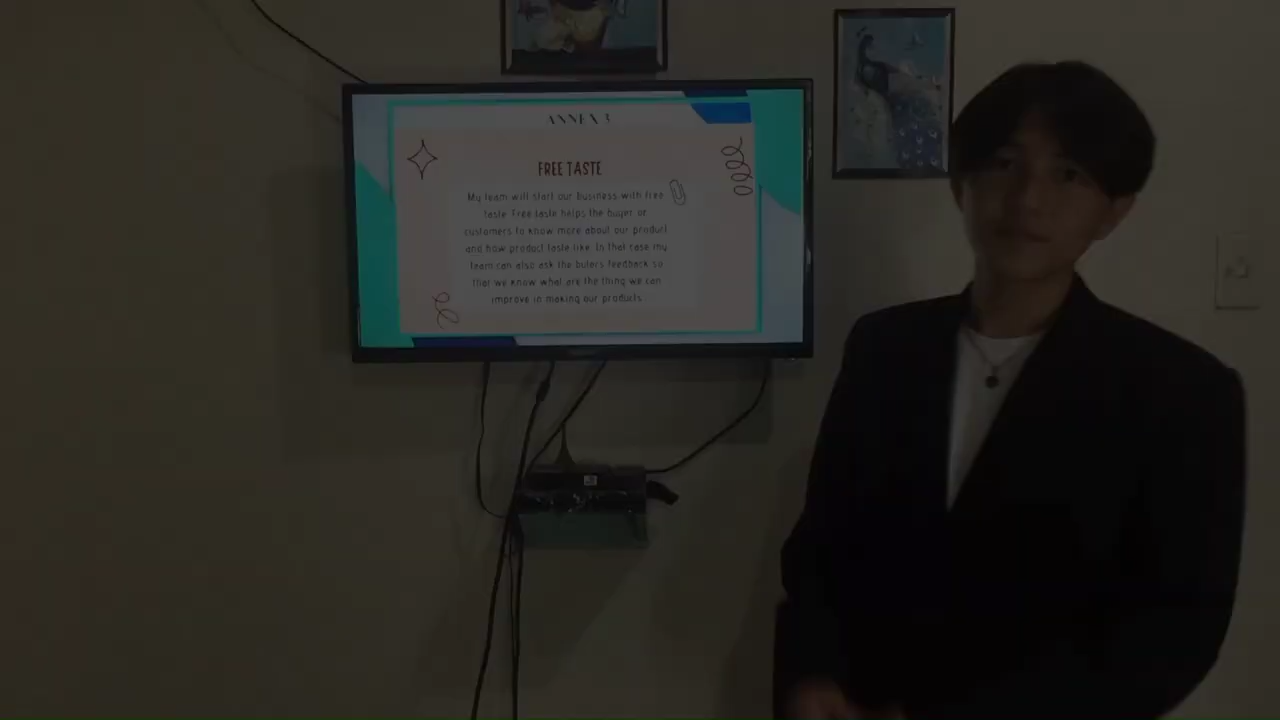 ANNEX 3
FREE TASTE
My team will start our business with free
taste. Free taste helps the buyer or
customers to know more about our product
and how product taste like. In that case my
team can also ask the buter's feedback so
that we know what are the thing we can
improve in making our products.